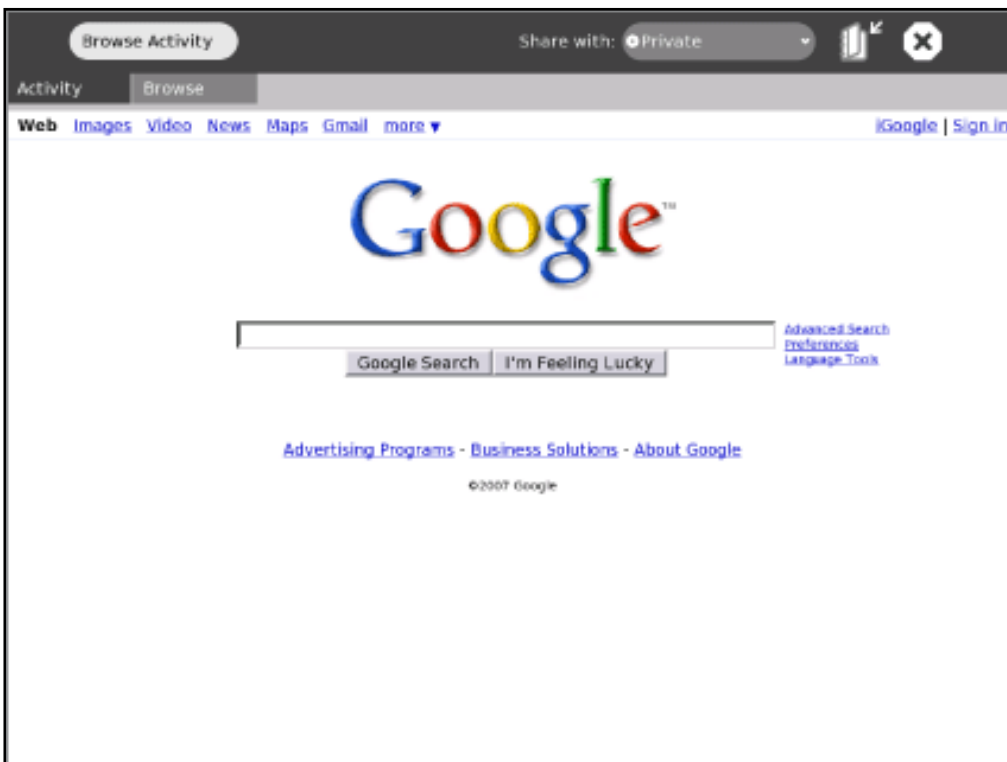 Browse Activity Share with: Private
Activity Browse
Web Images Video News Maps Gmail more ▼ iGoogle | Sign in
Google™
Advanced Search
Preferences
Language Tools
Google Search I'm Feeling Lucky
Advertising Programs - Business Solutions - About Google
©2007 Google